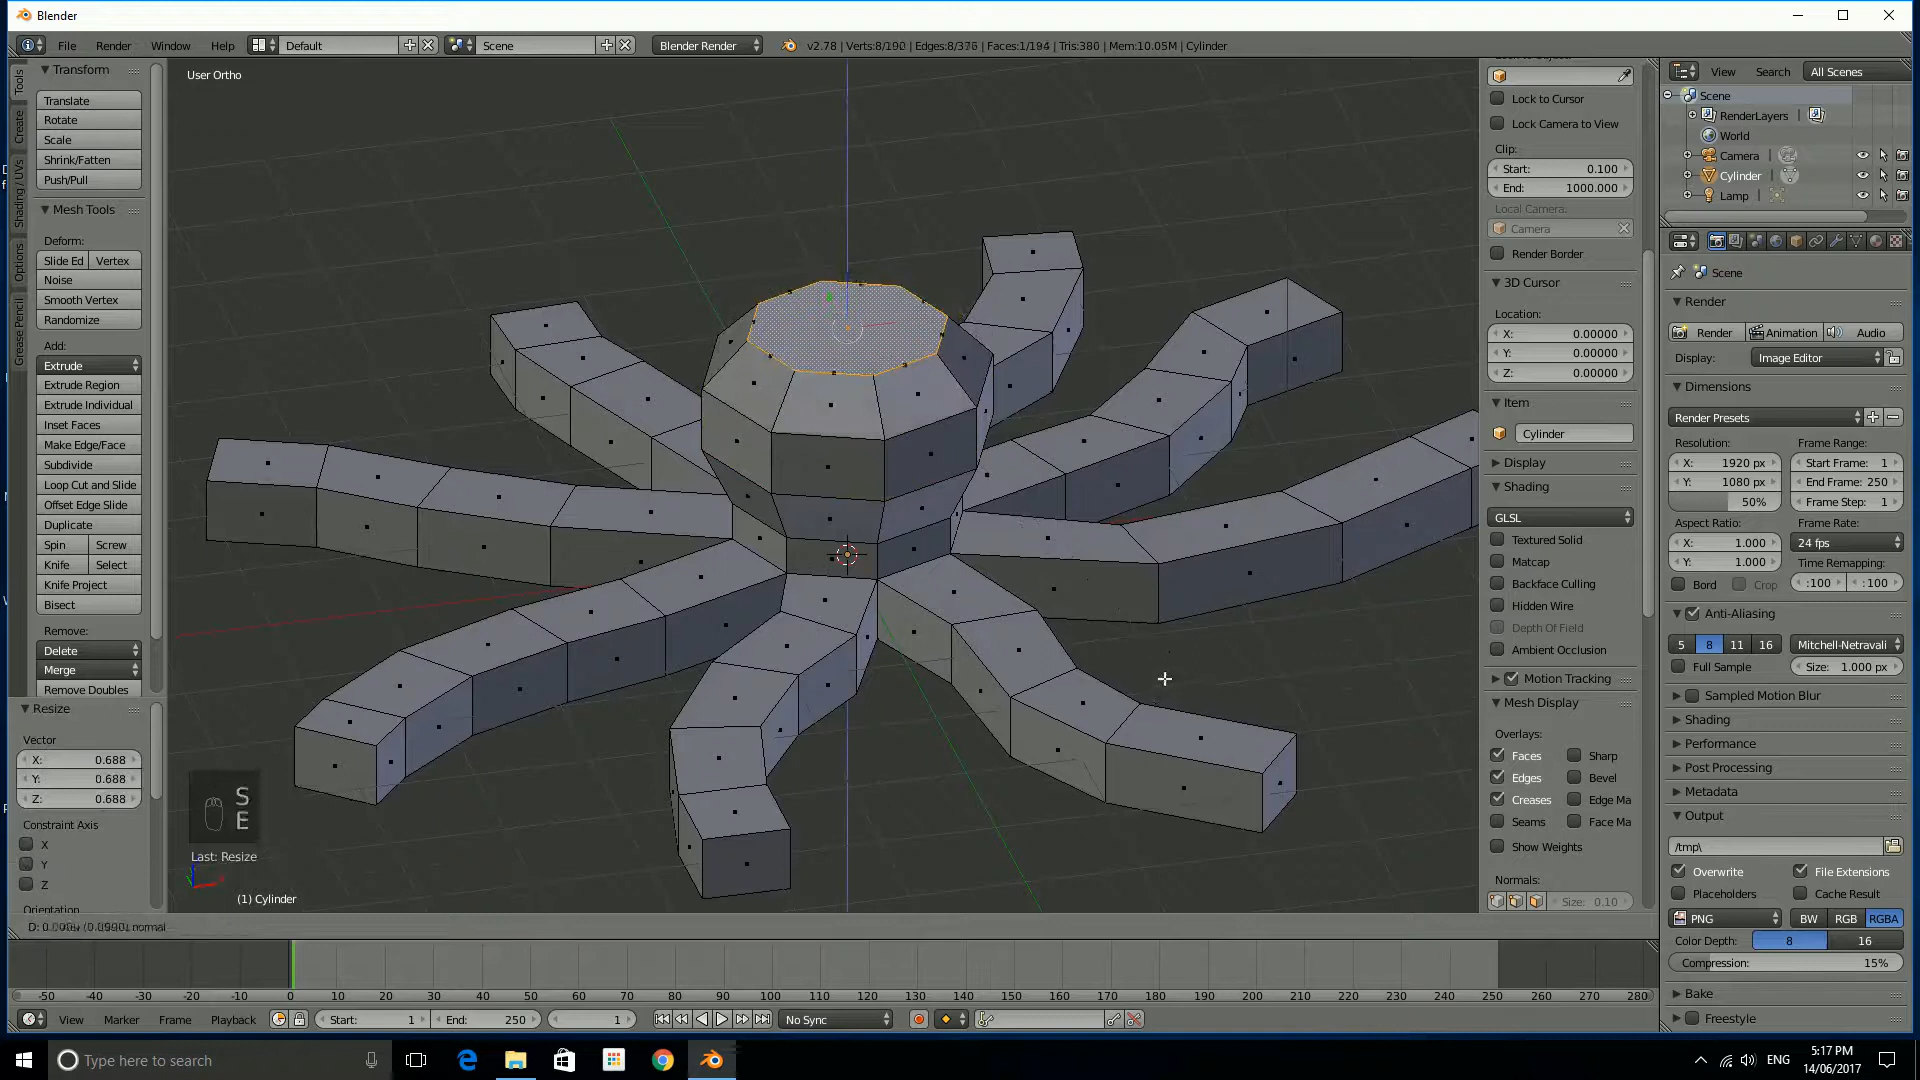 Blender
File Render Window Help Default Scene Blender Render v2.78 | Verts:8/190 | Edges:8/376 | Faces:1/194 | Tris:380 | Mem:10.05M | Cylinder
Tools
Create
Shading / UVs
Options
Grease Pencil
Transform
Translate
Rotate
Scale
Shrink/Fatten
Push/Pull
Mesh Tools
Deform:
Slide Ed Vertex
Noise
Smooth Vertex
Randomize
Add:
Extrude
Extrude Region
Extrude Individual
Inset Faces
Make Edge/Face
Subdivide
Loop Cut and Slide
Offset Edge Slide
Duplicate
Spin Screw
Knife Select
Knife Project
Bisect
Remove:
Delete
Merge
Remove Doubles
Resize
Vector
X: 0.688
Y: 0.688
Z: 0.688
Constraint Axis
X
Y
Z
Orientation
User Ortho
S
E
Last: Resize
(1) Cylinder
normal
Lock to Cursor
Lock Camera to View
Clip:
Start: 0.100
End: 1000.000
Local Camera:
Camera
Render Border
3D Cursor
Location:
X: 0.00000
Y: 0.00000
Z: 0.00000
Item
Cylinder
Display
Shading
GLSL
Textured Solid
Matcap
Backface Culling
Hidden Wire
Depth Of Field
Ambient Occlusion
Motion Tracking
Mesh Display
Overlays:
Faces Sharp
Edges Bevel
Creases Edge Ma
Seams Face Ma
Show Weights
Normals:
Size: 0.10
View Search All Scenes
Scene
RenderLayers
World
Camera
Cylinder
Lamp
Scene
Render
Render Animation Audio
Display: Image Editor
Dimensions
Render Presets
Resolution: Frame Range:
X: 1920 px Start Frame: 1
Y: 1080 px End Frame: 250
50% Frame Step: 1
Aspect Ratio: Frame Rate:
X: 1.000 24 fps
Y: 1.000 Time Remapping:
Bord Crop :100 :100
Anti-Aliasing
5 8 11 16 Mitchell-Netravali
Full Sample Size: 1.000 px
Sampled Motion Blur
Shading
Performance
Post Processing
Metadata
Output
/tmp\
Overwrite File Extensions
Placeholders Cache Result
PNG BW RGB RGBA
Color Depth: 8 16
Compression: 15%
Bake
Freestyle
-50 -40 -30 -20 -10 0 10 20 30 40 50 60 70 80 90 100 110 120 130 140 150 160 170 180 190 200 210 220 230 240 250 260 270 280
View Marker Frame Playback Start: 1 End: 250 1 No Sync
Type here to search
ENG
5:17 PM
14/06/2017